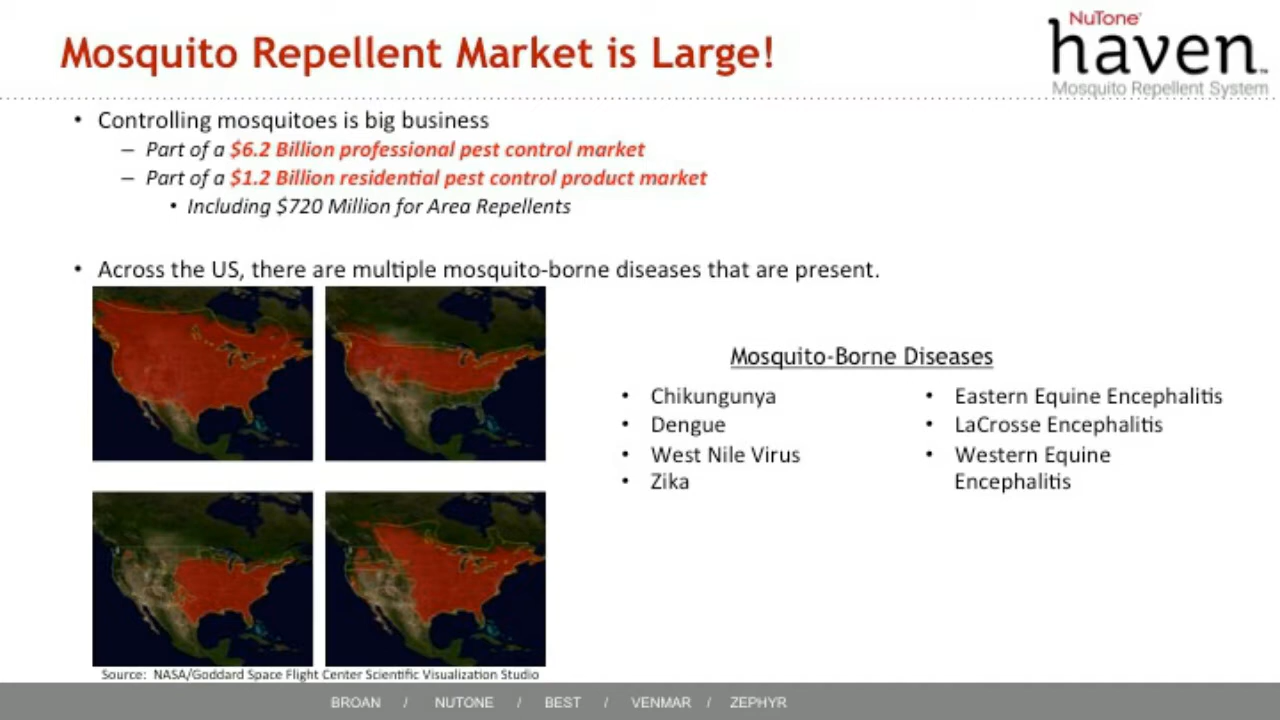 Mosquito Repellent Market is Large!
NuTone®
haven™
Mosquito Repellent System
• Controlling mosquitoes is big business
– Part of a $6.2 Billion professional pest control market
– Part of a $1.2 Billion residential pest control product market
• Including $720 Million for Area Repellents
• Across the US, there are multiple mosquito-borne diseases that are present.
Mosquito-Borne Diseases
• Chikungunya
• Dengue
• West Nile Virus
• Zika
• Eastern Equine Encephalitis
• LaCrosse Encephalitis
• Western Equine
Encephalitis
Source: NASA/Goddard Space Flight Center Scientific Visualization Studio
BROAN / NUTONE / BEST / VENMAR / ZEPHYR